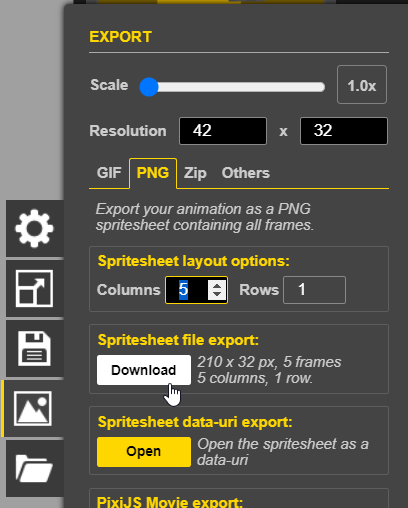 EXPORT
Scale 1.0x
Resolution 42 x 32
GIF PNG Zip Others
Export your animation as a PNG
spritesheet containing all frames.
Spritesheet layout options:
Columns 5 Rows 1
Spritesheet file export:
Download 210 x 32 px, 5 frames
5 columns, 1 row.
Spritesheet data-uri export:
Open Open the spritesheet as a
data-uri
PixiJS Movie export: